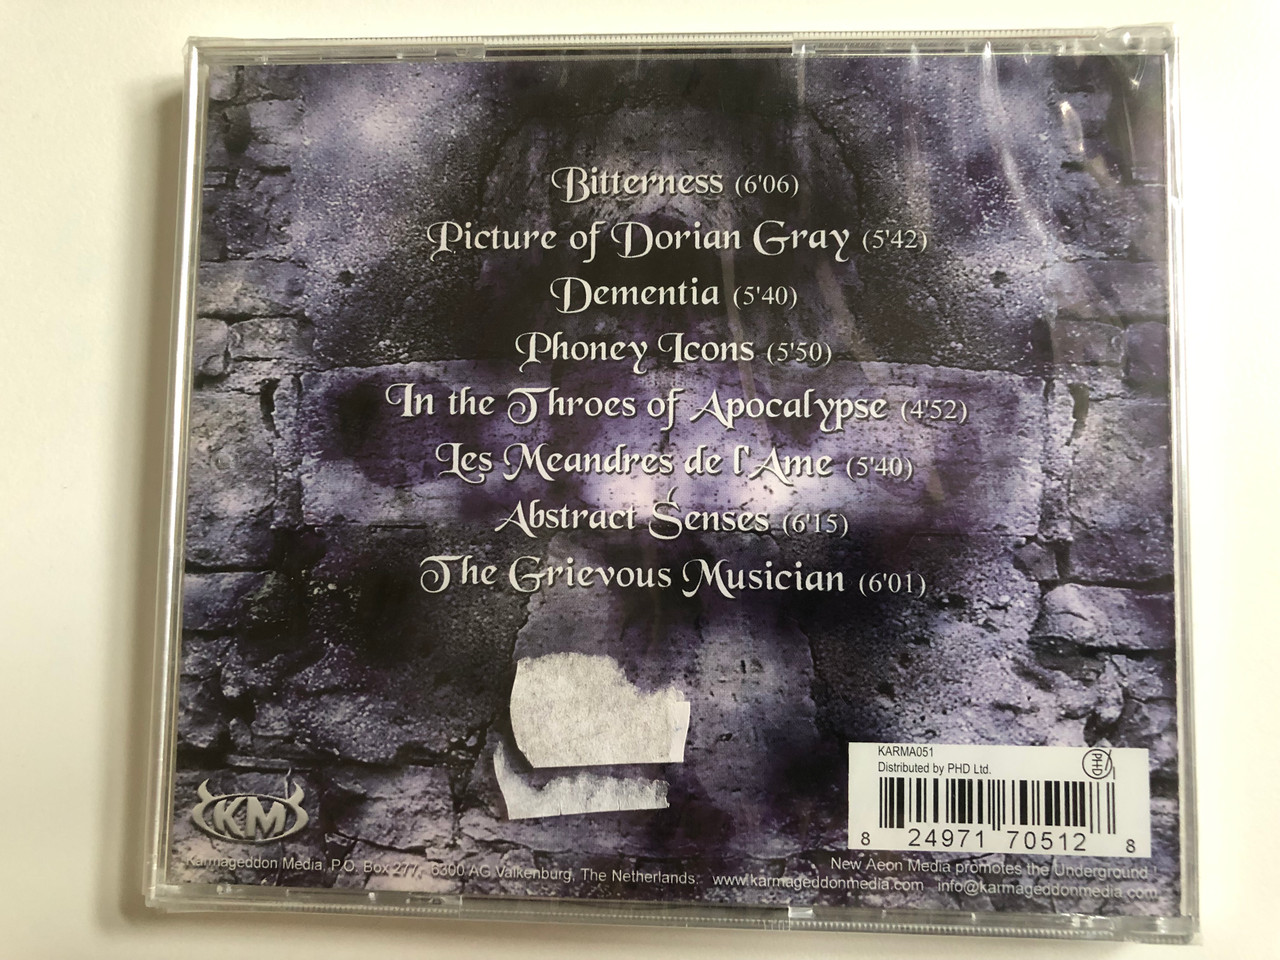 Bitterness (6'06)
Picture of Dorian Gray (5'42)
Dementia (5'40)
Phoney Icons (5'50)
In the Throes of Apocalypse (4'52)
Les Meandres de l'Ame (5'40)
Abstract Senses (6'15)
The Grievous Musician (6'01)
KARMA051
Distributed by PHD Ltd.
PHD
8 24971 70512 8
KM
Karmageddon Media, P.O. Box 277, 6300 AG Valkenburg, The Netherlands. www.karmageddonmedia.com info@karmageddonmedia.com
New Aeon Media promotes the Underground !